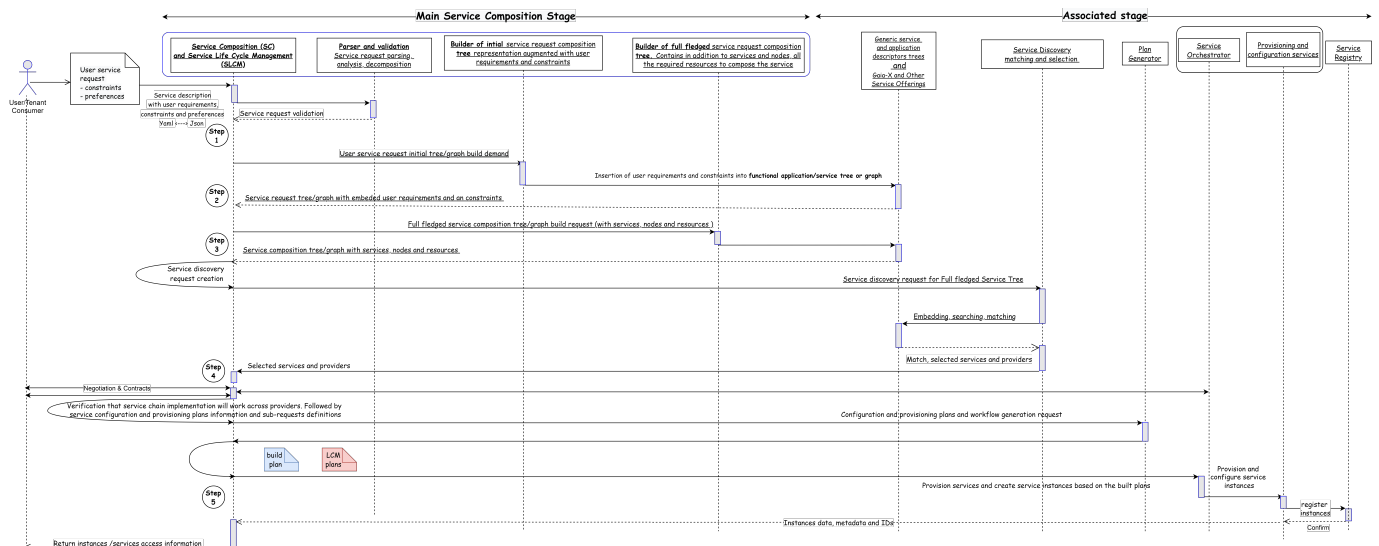 Main Service Composition Stage
Associated stage
Service Composition (SC)
and Service Life Cycle Management
(SLCM)
Parser and validation
Service Request parsing,
analysis, decomposition
Builder of intial service request composition
tree representation augmented with user
requirements and constraints
Builder of full fledged service request composition
tree. Contains in addition to services and nodes all
the required resources to compose the service
Generic service
and application
descriptors trees
and
Gaia-X and Other
Service Offerings
Service Discovery
matching and selection
Plan
Generator
Service
Orchestrator
Provisioning and
configuration services
Service
Registry
User service
request
- constraints
- preferences
User/Tenant
Consumer
Service description
with user requirements,
constraints and preferences
Yaml <---> Json
Service request validation
Step
1
User service request initial tree/graph build demand
Insertion of user requirements and constraints into functional application/service tree or graph
Step
2
Service request tree/graph with embeded user requirements and an constraints.
Full fledged service composition tree/graph build request (with services, nodes and resources )
Step
3
Service composition tree/graph with services, nodes and resources.
Service discovery
request creation
Service discovery request for Full fledged Service Tree
Embedding, searching, matching
Match, selected services and providers
Step
4
Selected services and providers
Negotiation & Contracts
Verification that service chain implementation will work across providers. Followed by
service configuration and provisioning plans information and sub-requests definitions
Configuration and provisioning plans and workflow generation request
build
plan
LCM
plans
Provision and
configure service
instances
Provision services and create service instances based on the built plans
Step
5
register
instances
Instances data, metadata and IDs
Confirm
Return instances /services access information